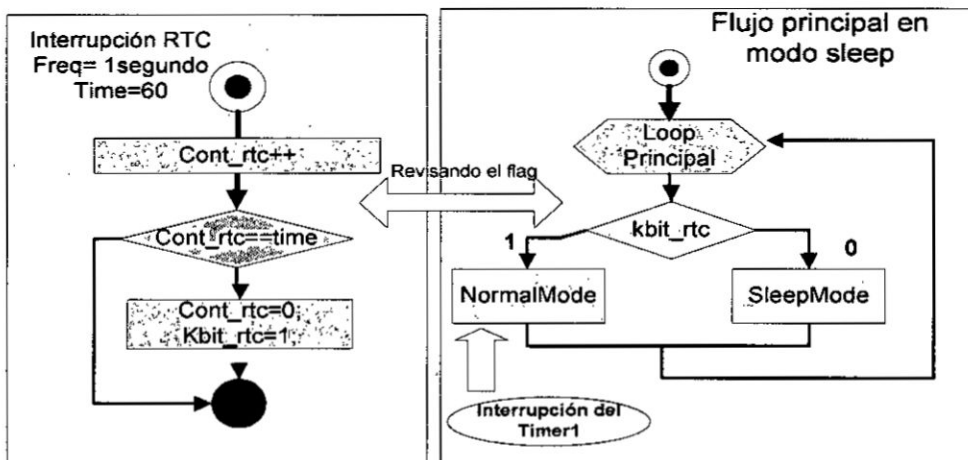 Interrupción RTC
Freq= 1segundo
Time=60
Cont_rtc++
Cont_rtc==time
Cont_rtc=0;
Kbit_rtc=1;
Revisando el flag
Flujo principal en
modo sleep
Loop
Principal
kbit_rtc
1
0
NormalMode
SleepMode
Interrupción del
Timer1